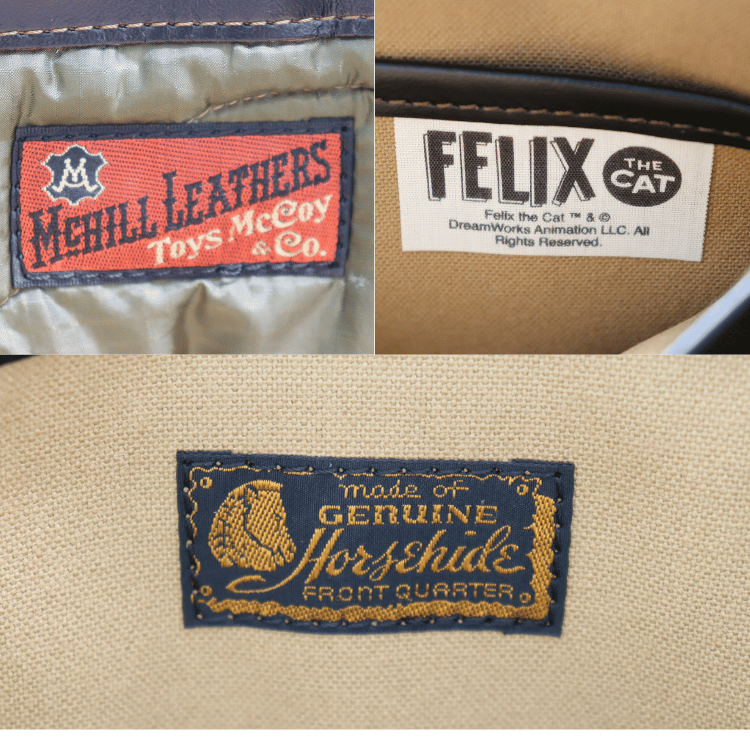 M
McHILL LEATHERS
TOYS McCOY
& Co.
FELIX
THE
CAT
Felix the Cat ™ & ©
DreamWorks Animation LLC. All
Rights Reserved.
made of
GENUINE
Horsehide
FRONT QUARTER